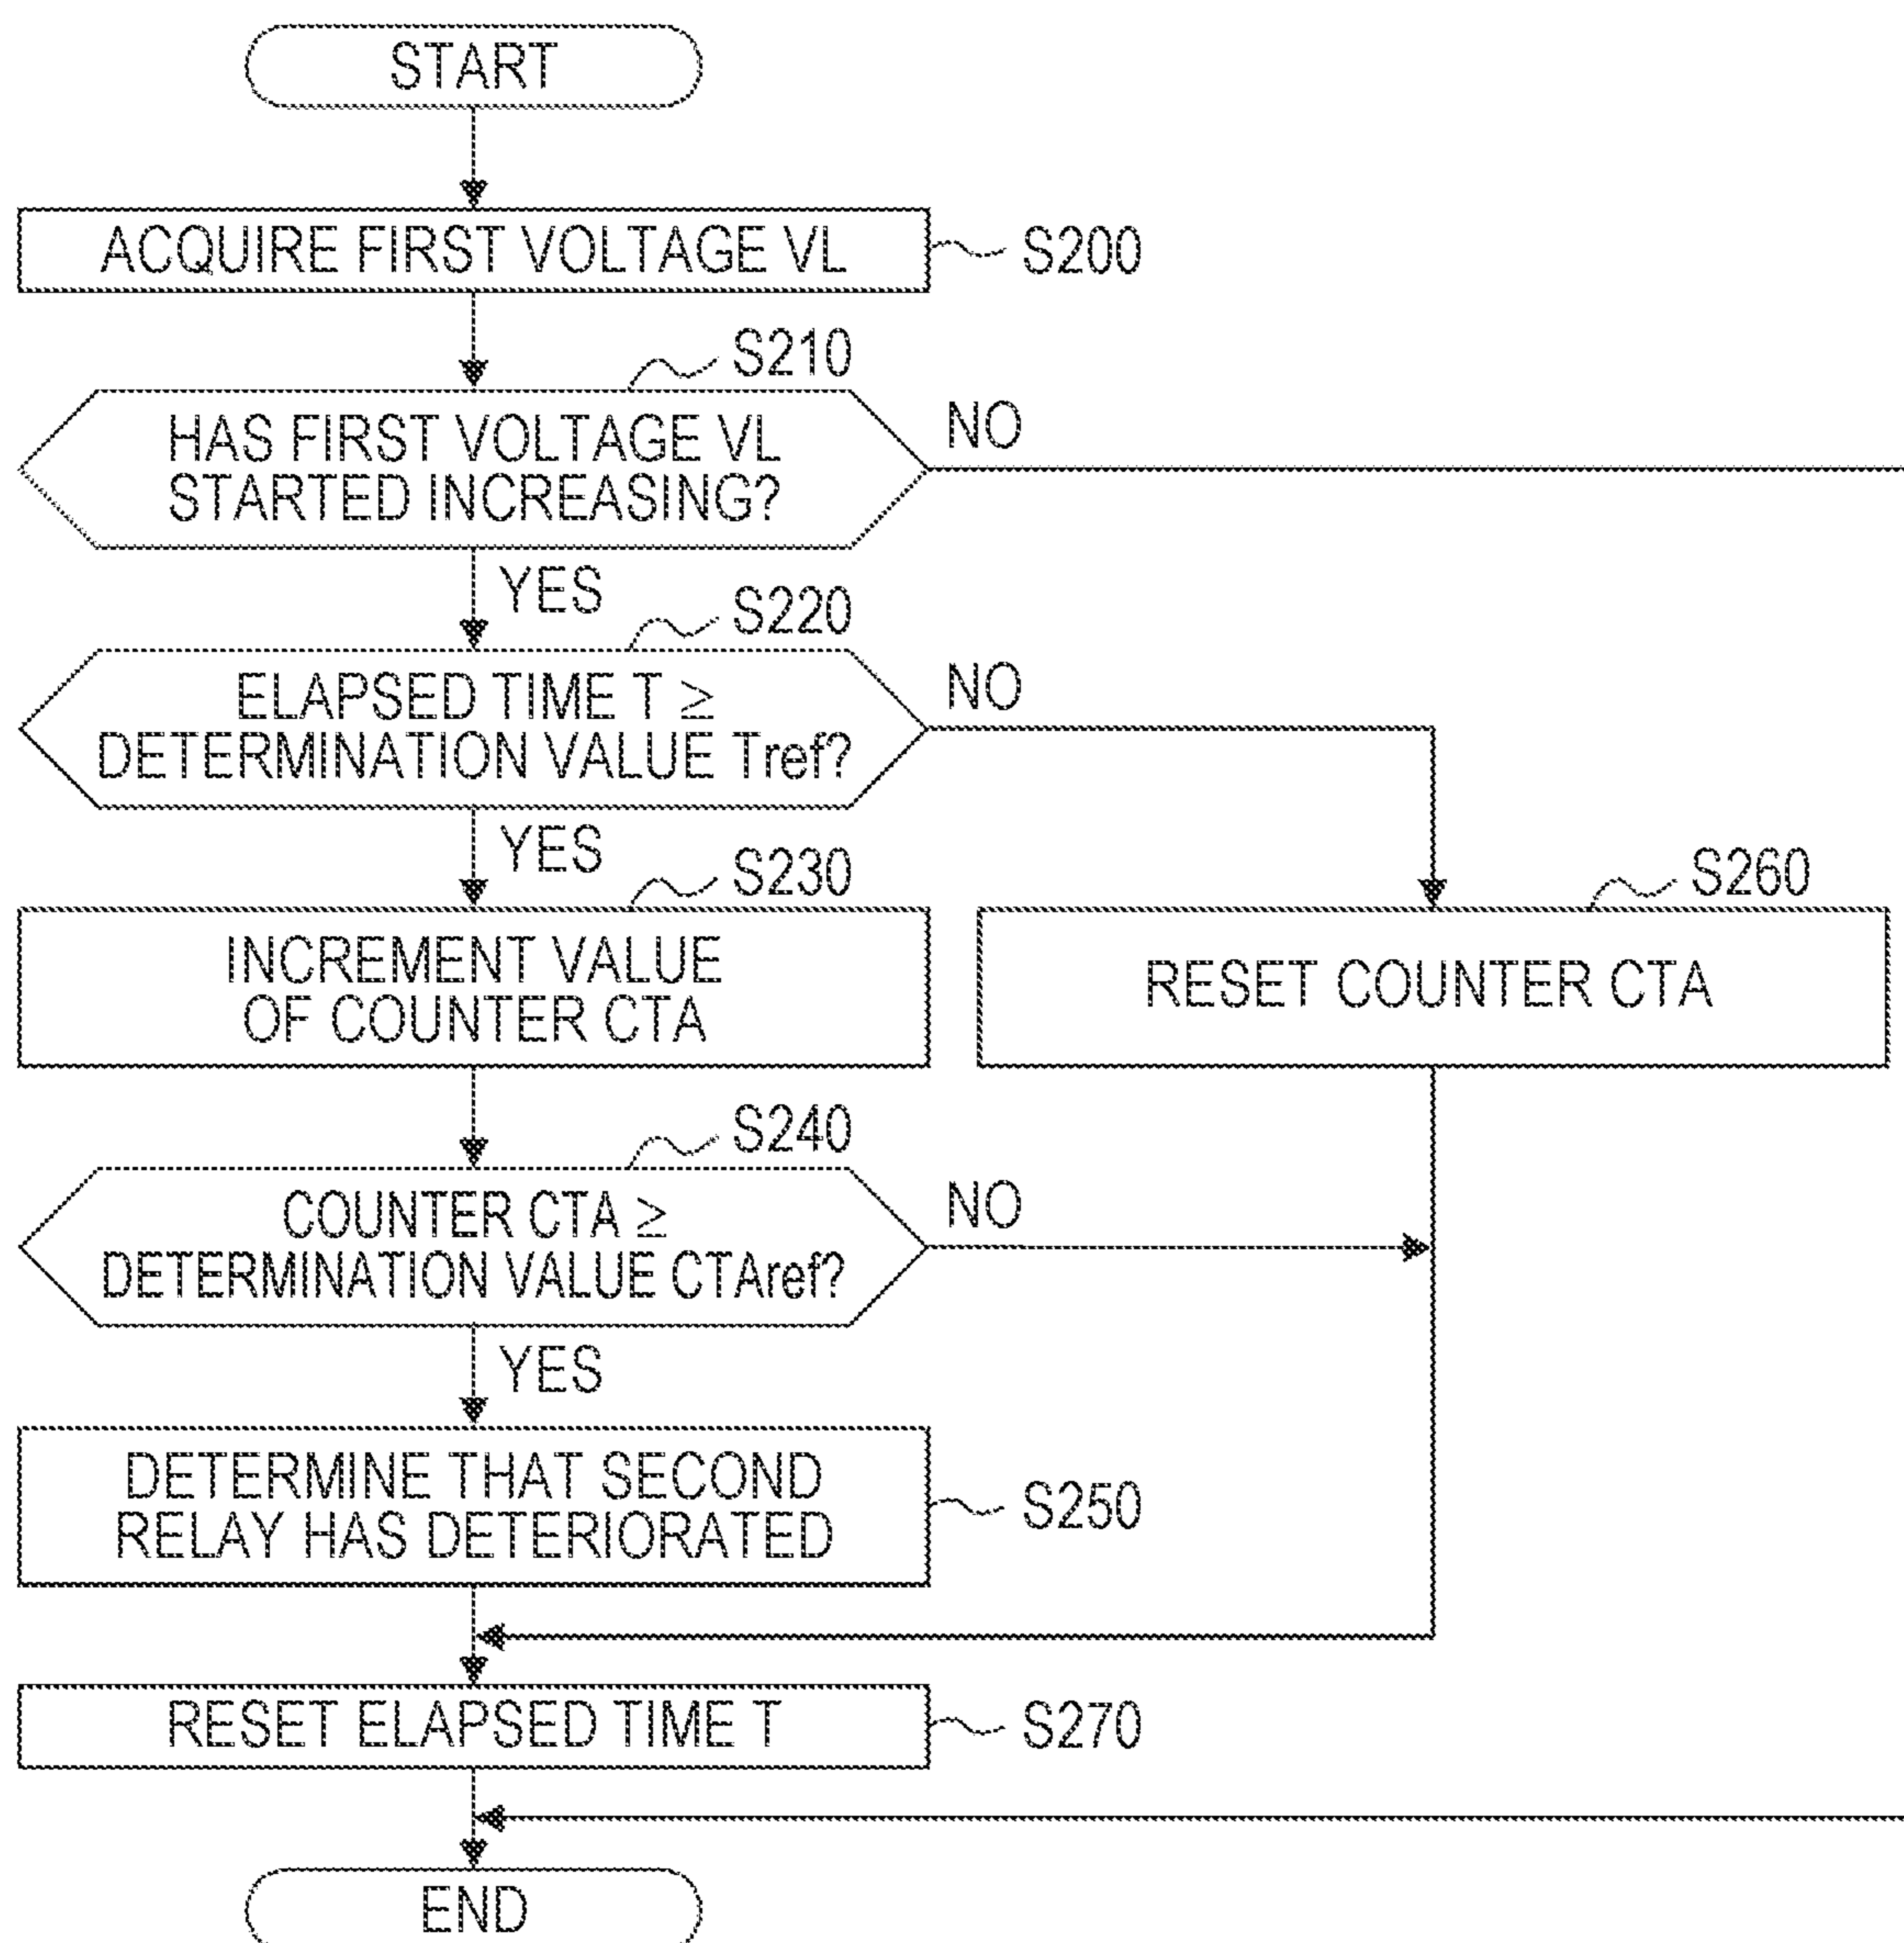 START
ACQUIRE FIRST VOLTAGE VL
S200
S210
HAS FIRST VOLTAGE VL
STARTED INCREASING?
NO
YES
S220
ELAPSED TIME T ≥
DETERMINATION VALUE Tref?
NO
YES
S230
INCREMENT VALUE
OF COUNTER CTA
S260
RESET COUNTER CTA
S240
COUNTER CTA ≥
DETERMINATION VALUE CTAref?
NO
YES
DETERMINE THAT SECOND
RELAY HAS DETERIORATED
S250
RESET ELAPSED TIME T
S270
END